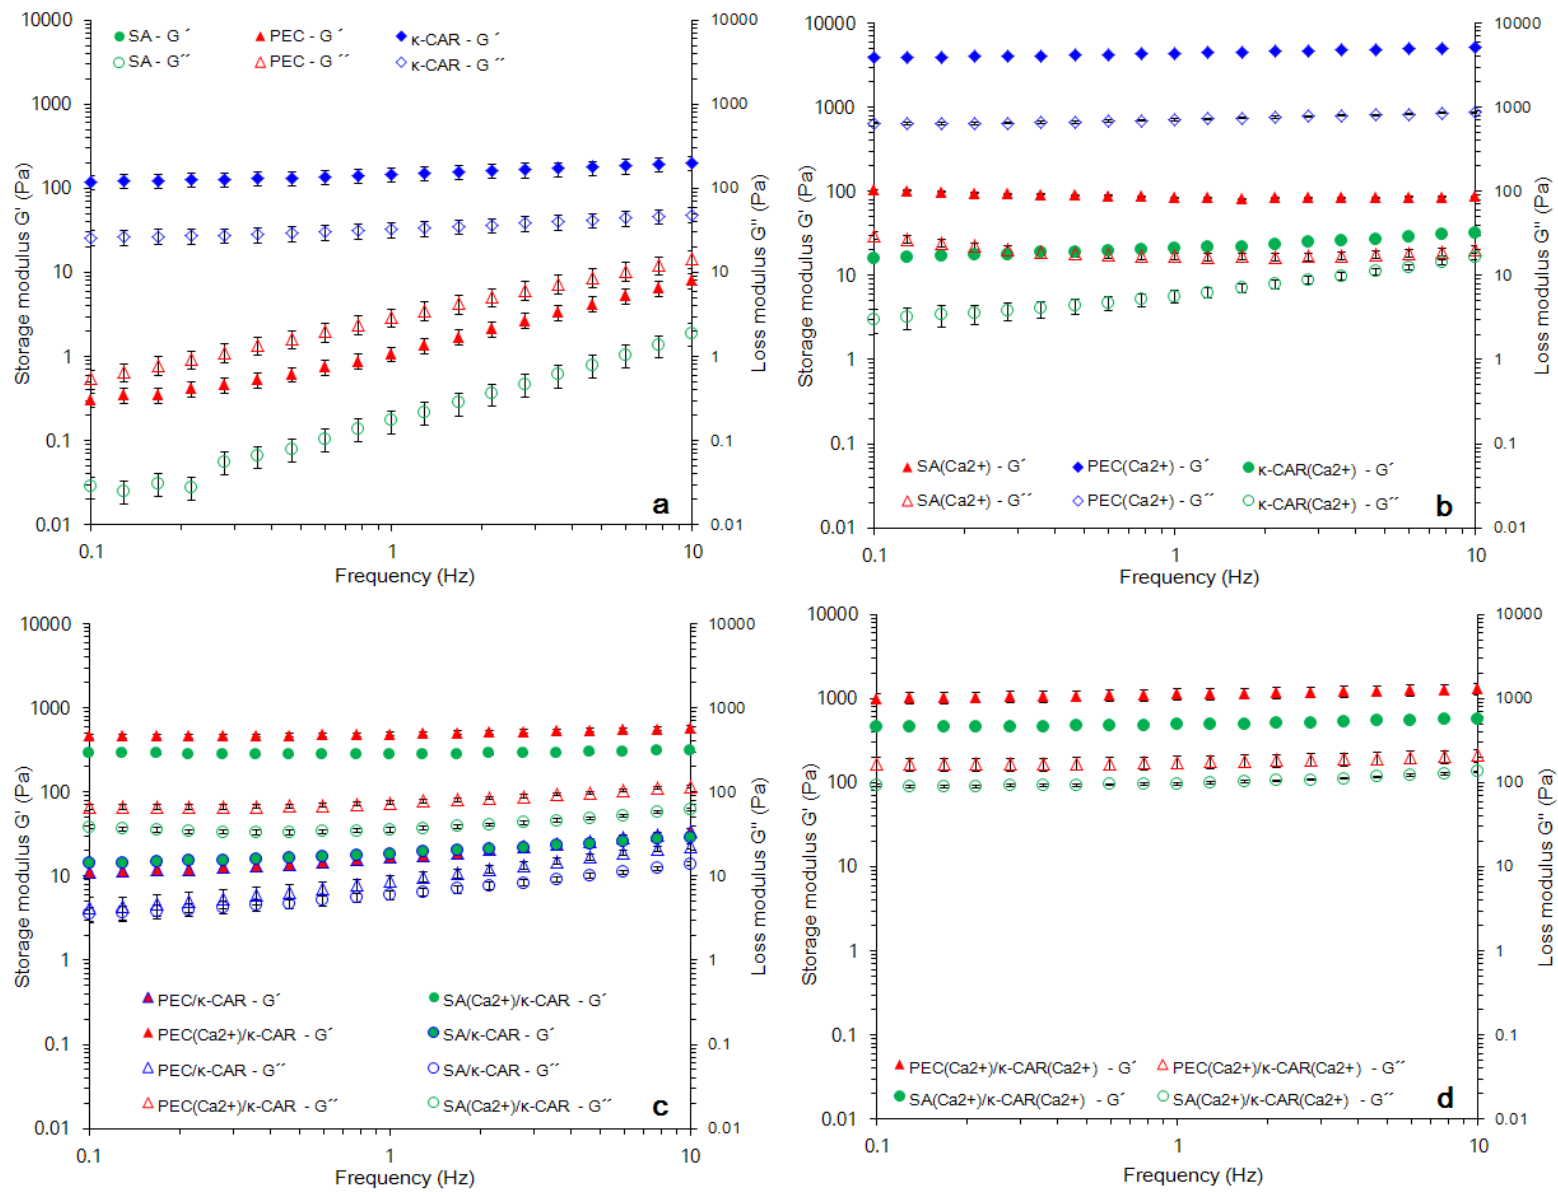 SA - G ´
PEC - G ´
κ-CAR - G ´
SA - G´´
PEC - G ´´
κ-CAR - G ´´
10000
1000
100
10
1
0.1
0.01
10000
1000
100
10
1
0.1
0.01
Storage modulus G' (Pa)
Loss modulus G'' (Pa)
a
0.1
1
10
Frequency (Hz)
10000
1000
100
10
1
0.1
0.01
10000
1000
100
10
1
0.1
0.01
Storage modulus G' (Pa)
Loss modulus G'' (Pa)
SA(Ca2+) - G´
PEC(Ca2+) - G´
κ-CAR(Ca2+) - G´
SA(Ca2+) - G´´
PEC(Ca2+) - G´´
κ-CAR(Ca2+) - G´´
b
0.1
1
10
Frequency (Hz)
10000
1000
100
10
1
0.1
0.01
10000
1000
100
10
1
0.1
0.01
Storage modulus G' (Pa)
Loss modulus G'' (Pa)
PEC/κ-CAR - G´
SA(Ca2+)/κ-CAR - G´
PEC(Ca2+)/κ-CAR - G´
SA/κ-CAR - G´
PEC/κ-CAR - G´´
SA/κ-CAR - G´´
PEC(Ca2+)/κ-CAR - G´´
SA(Ca2+)/κ-CAR - G´´
c
0.1
1
10
Frequency (Hz)
10000
1000
100
10
1
0.1
0.01
10000
1000
100
10
1
0.1
0.01
Storage modulus G' (Pa)
Loss modulus G'' (Pa)
PEC(Ca2+)/κ-CAR(Ca2+) - G´
PEC(Ca2+)/κ-CAR(Ca2+) - G´´
SA(Ca2+)/κ-CAR(Ca2+) - G´
SA(Ca2+)/κ-CAR(Ca2+) - G´´
d
0.1
1
10
Frequency (Hz)